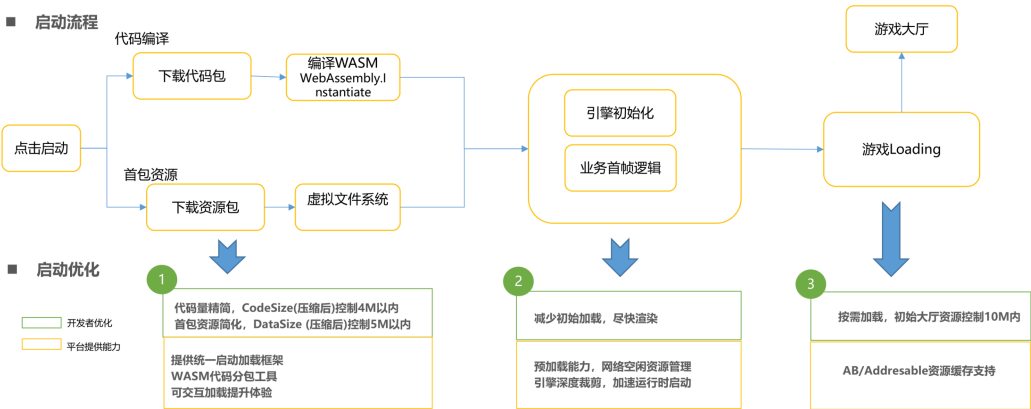 启动流程
代码编译
下载代码包
编译WASM
WebAssembly.I
nstantiate
点击启动
首包资源
下载资源包
虚拟文件系统
引擎初始化
业务首帧逻辑
游戏大厅
游戏Loading
启动优化
开发者优化
平台提供能力
1
代码量精简，CodeSize(压缩后)控制4M以内
首包资源简化，DataSize (压缩后)控制5M以内
提供统一启动加载框架
WASM代码分包工具
可交互加载提升体验
2
减少初始加载，尽快渲染
预加载能力，网络空闲资源管理
引擎深度裁剪，加速运行时启动
3
按需加载，初始大厅资源控制10M内
AB/Addresable资源缓存支持